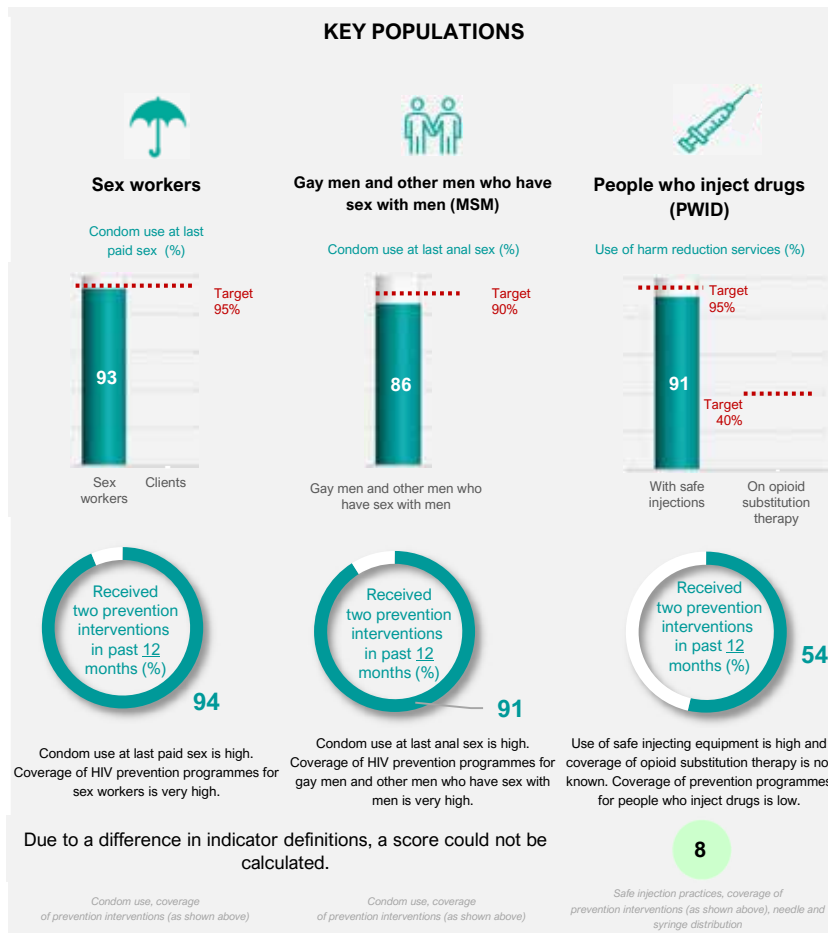 KEY POPULATIONS
Sex workers
Condom use at last
paid sex (%)
Target
95%
93
Sex
workers
Clients
Received
two prevention
interventions
in past 12
months (%)
94
Condom use at last paid sex is high.
Coverage of HIV prevention programmes for
sex workers is very high.
Gay men and other men who have
sex with men (MSM)
Condom use at last anal sex (%)
Target
90%
86
Gay men and other men who
have sex with men
Received
two prevention
interventions
in past 12
months (%)
91
Condom use at last anal sex is high.
Coverage of HIV prevention programmes for
gay men and other men who have sex with
men is very high.
People who inject drugs
(PWID)
Use of harm reduction services (%)
Target
95%
91
Target
40%
With safe
injections
On opioid
substitution
therapy
Received
two prevention
interventions
in past 12
months (%)
54
Use of safe injecting equipment is high and
coverage of opioid substitution therapy is no
known. Coverage of prevention programmes
for people who inject drugs is low.
Due to a difference in indicator definitions, a score could not be
calculated.
8
Condom use, coverage
of prevention interventions (as shown above)
Condom use, coverage
of prevention interventions (as shown above)
Safe injection practices, coverage of
prevention interventions (as shown above), needle and
syringe distribution